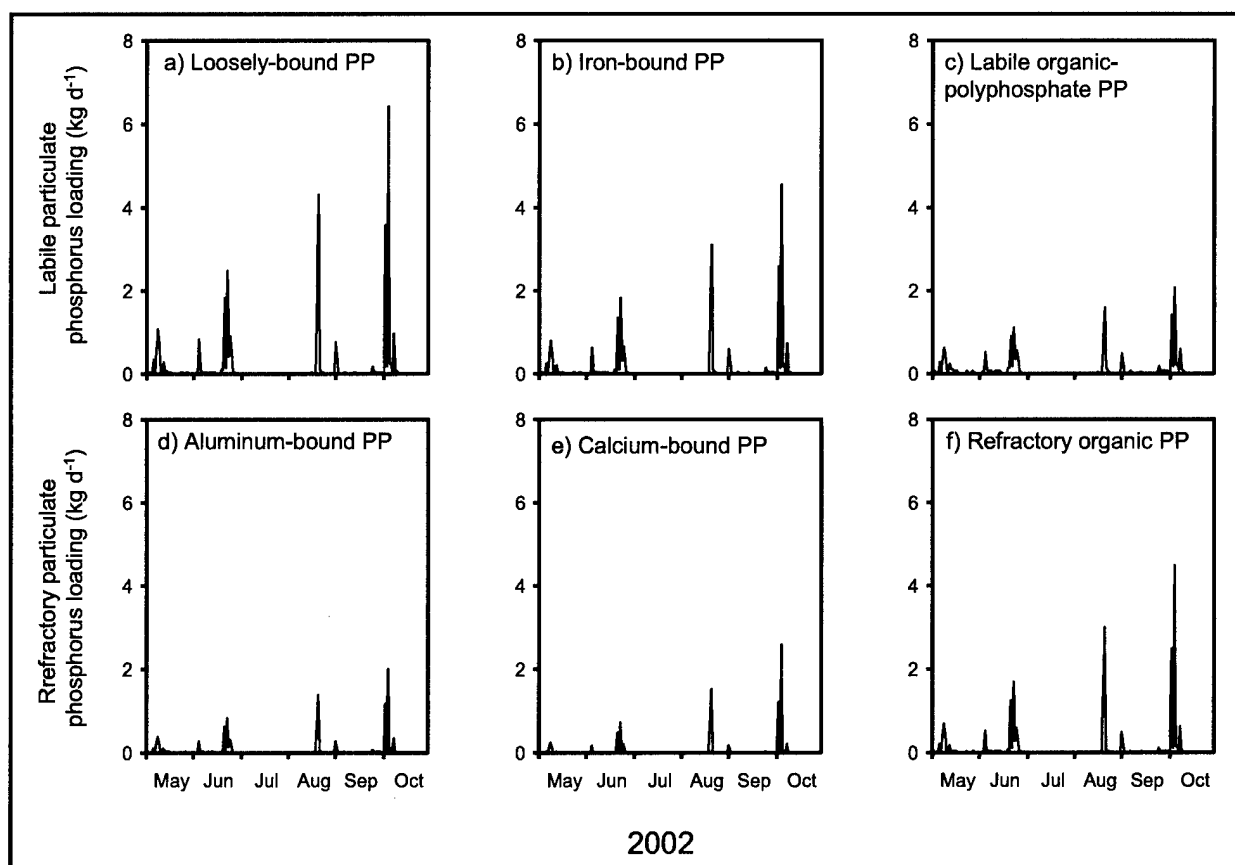 Labile particulate
phosphorus loading (kg d-1)
8
6
4
2
0
a) Loosely-bound PP
8
6
4
2
0
b) Iron-bound PP
8
6
4
2
0
c) Labile organic-
polyphosphate PP
Rrefractory particulate
phosphorus loading (kg d-1)
8
6
4
2
0
d) Aluminum-bound PP
May Jun Jul Aug Sep Oct
8
6
4
2
0
e) Calcium-bound PP
May Jun Jul Aug Sep Oct
8
6
4
2
0
f) Refractory organic PP
May Jun Jul Aug Sep Oct
2002